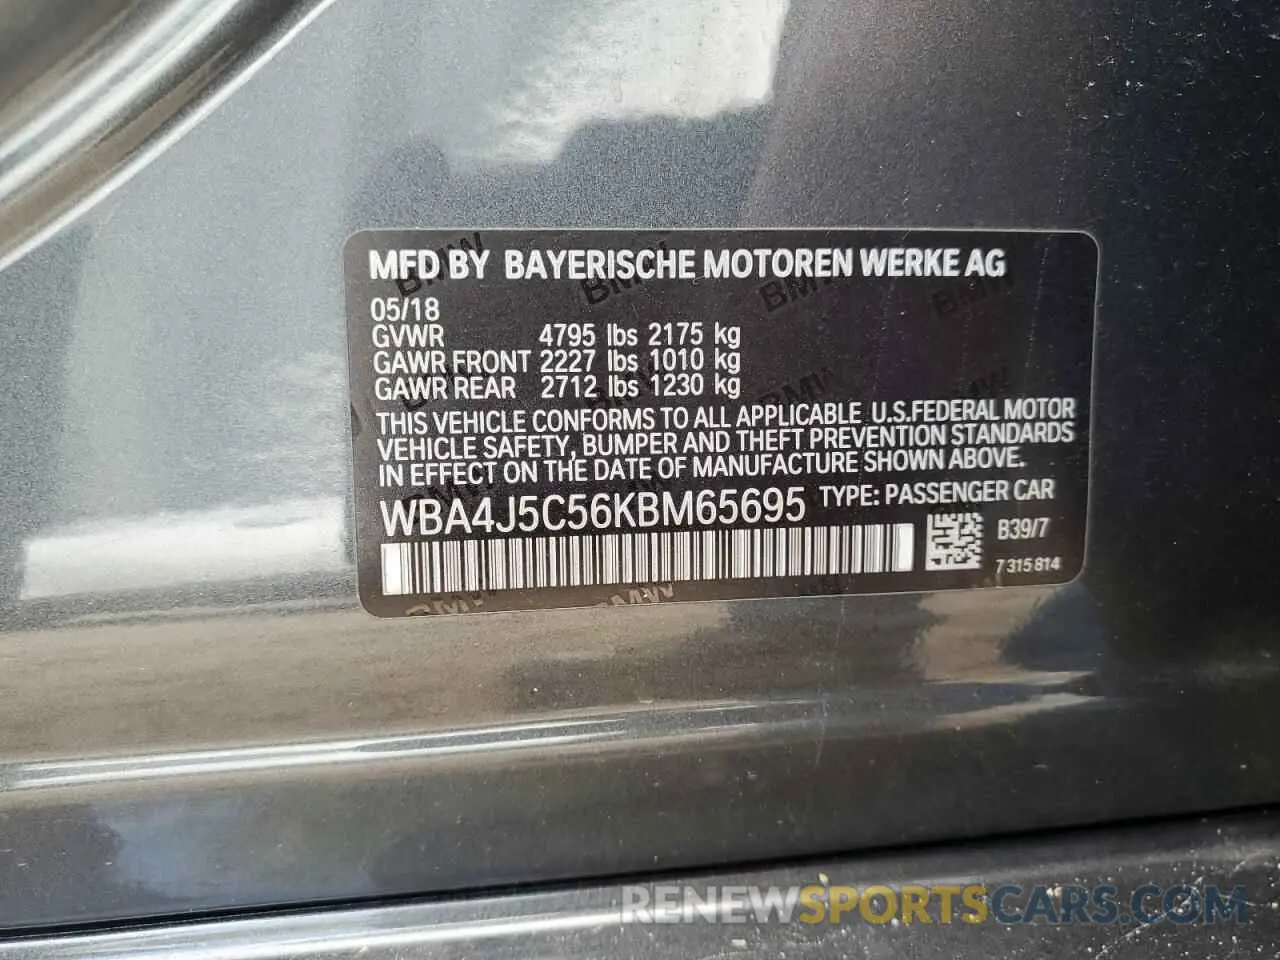 MFD BY BAYERISCHE MOTOREN WERKE AG
05/18
GVWR 4795 lbs 2175 kg
GAWR FRONT 2227 lbs 1010 kg
GAWR REAR 2712 lbs 1230 kg
THIS VEHICLE CONFORMS TO ALL APPLICABLE U.S.FEDERAL MOTOR
VEHICLE SAFETY, BUMPER AND THEFT PREVENTION STANDARDS
IN EFFECT ON THE DATE OF MANUFACTURE SHOWN ABOVE.
WBA4J5C56KBM65695 TYPE: PASSENGER CAR
B39/7
7 315 814
RENEWSPORTSCARS.COM